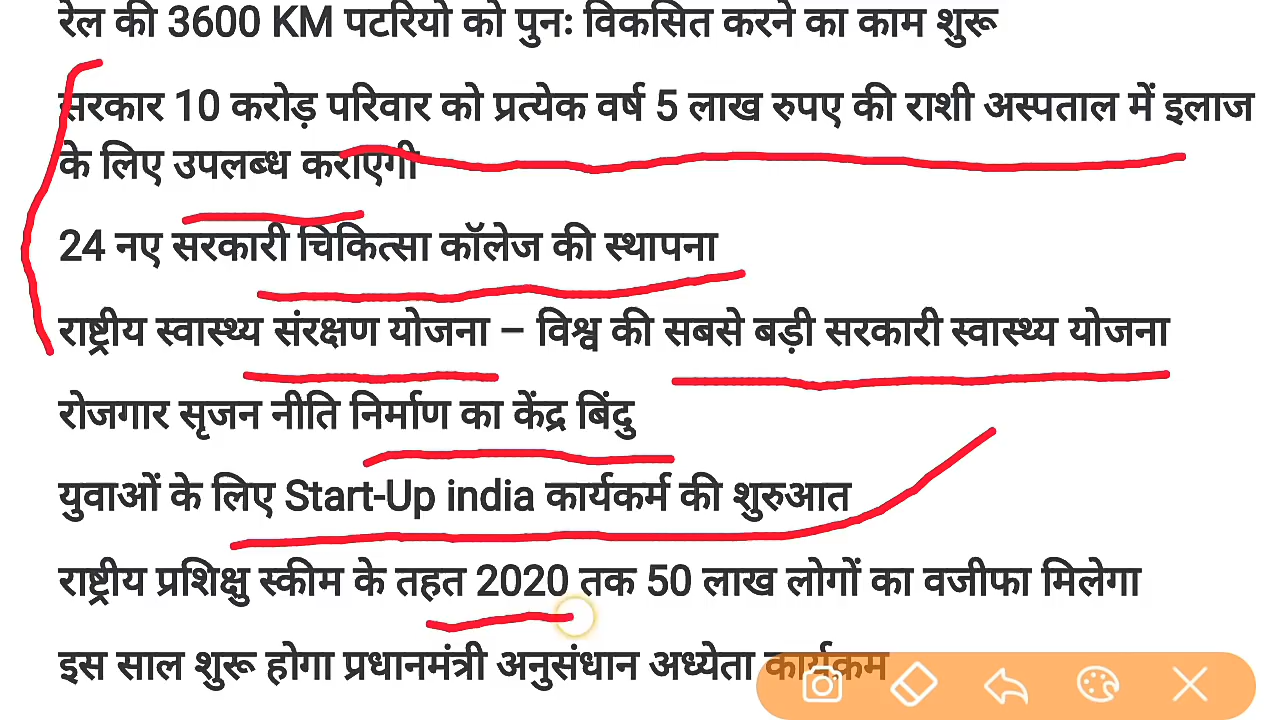 रेल की 3600 KM पटरियो को पुनः विकसित करने का काम शुरू
सरकार 10 करोड़ परिवार को प्रत्येक वर्ष 5 लाख रुपए की राशी अस्पताल में इलाज
के लिए उपलब्ध कराएगी
24 नए सरकारी चिकित्सा कॉलेज की स्थापना
राष्ट्रीय स्वास्थ्य संरक्षण योजना – विश्व की सबसे बड़ी सरकारी स्वास्थ्य योजना
रोजगार सृजन नीति निर्माण का केंद्र बिंदु
युवाओं के लिए Start-Up india कार्यकर्म की शुरुआत
राष्ट्रीय प्रशिक्षु स्कीम के तहत 2020 तक 50 लाख लोगों का वजीफा मिलेगा
इस साल शुरू होगा प्रधानमंत्री अनुसंधान अध्येता कार्यक्रम